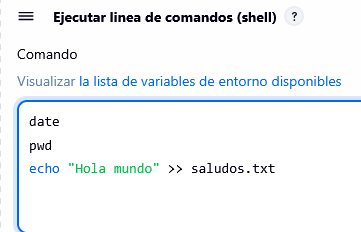 Ejecutar linea de comandos (shell) ?
Comando
Visualizar la lista de variables de entorno disponibles
date
pwd
echo "Hola mundo" >> saludos.txt